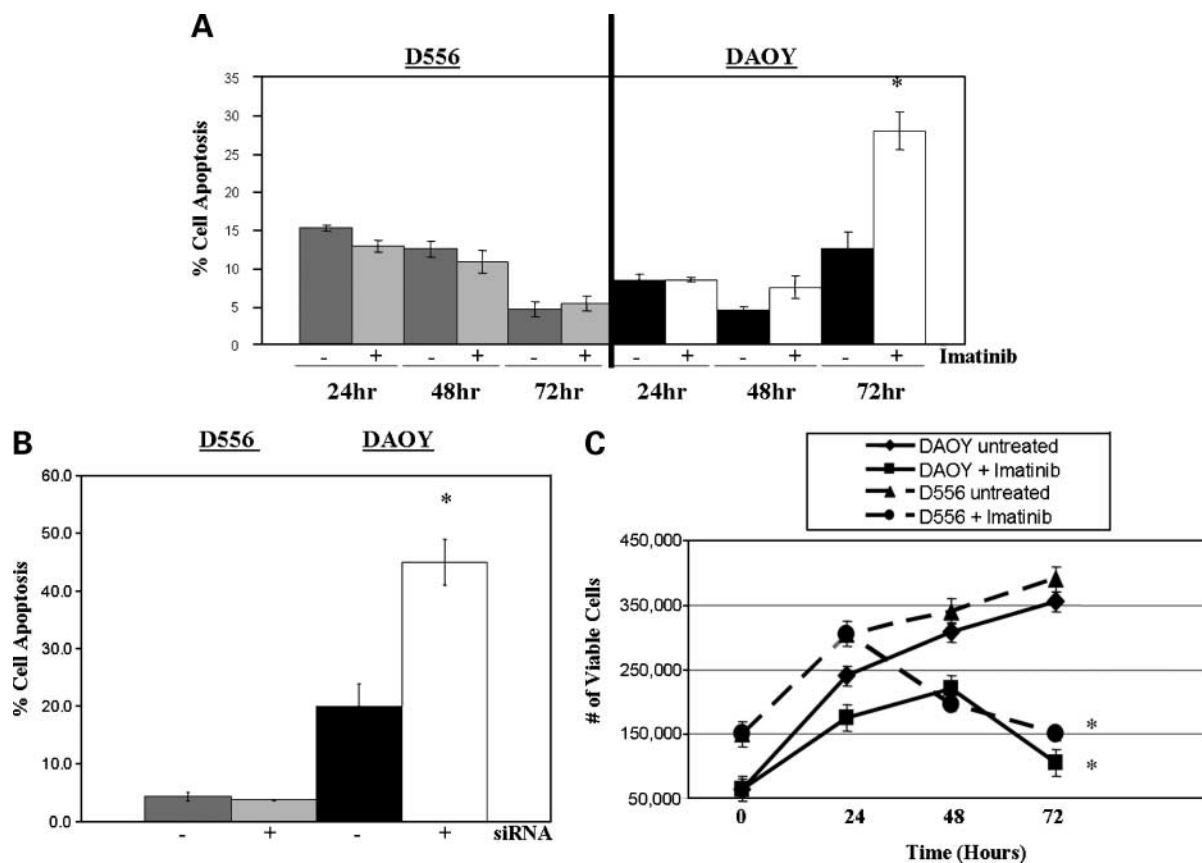 A
D556
DAOY
% Cell Apoptosis
35
30
25
20
15
10
5
0
*
- + - + - + - + - + - + Imatinib
24hr 48hr 72hr 24hr 48hr 72hr
B
D556
DAOY
% Cell Apoptosis
60.0
50.0
40.0
30.0
20.0
10.0
0.0
*
- + - + siRNA
C
DAOY untreated
DAOY + Imatinib
D556 untreated
D556 + Imatinib
# of Viable Cells
450,000
350,000
250,000
150,000
50,000
*
*
0 24 48 72
Time (Hours)